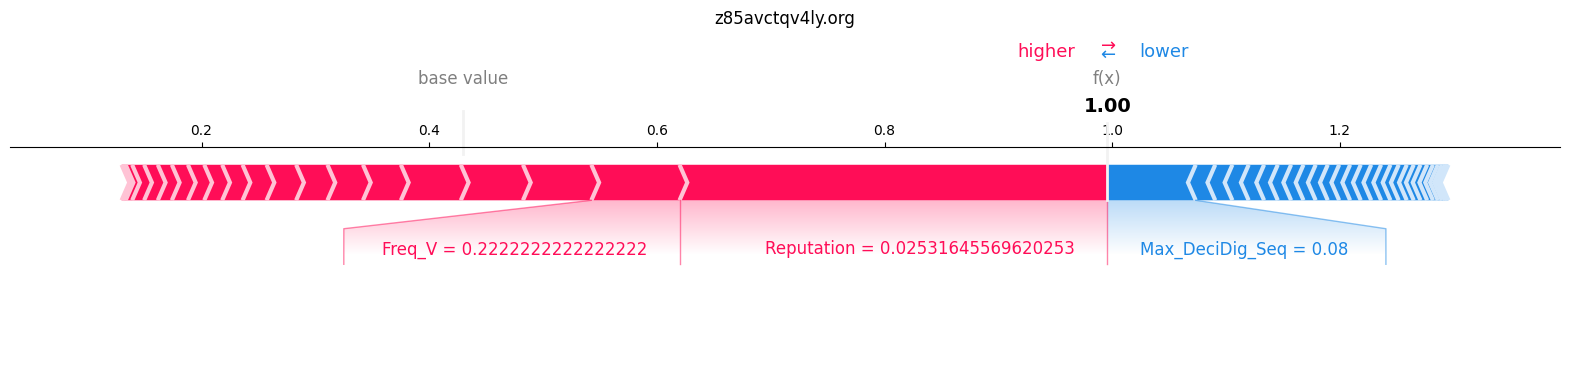 z85avctqv4ly.org
higher → ← lower
base value f(x)
1.00
0.2 0.4 0.6 0.8 1.0 1.2
Freq_V = 0.2222222222222222 Reputation = 0.02531645569620253 Max_DeciDig_Seq = 0.08